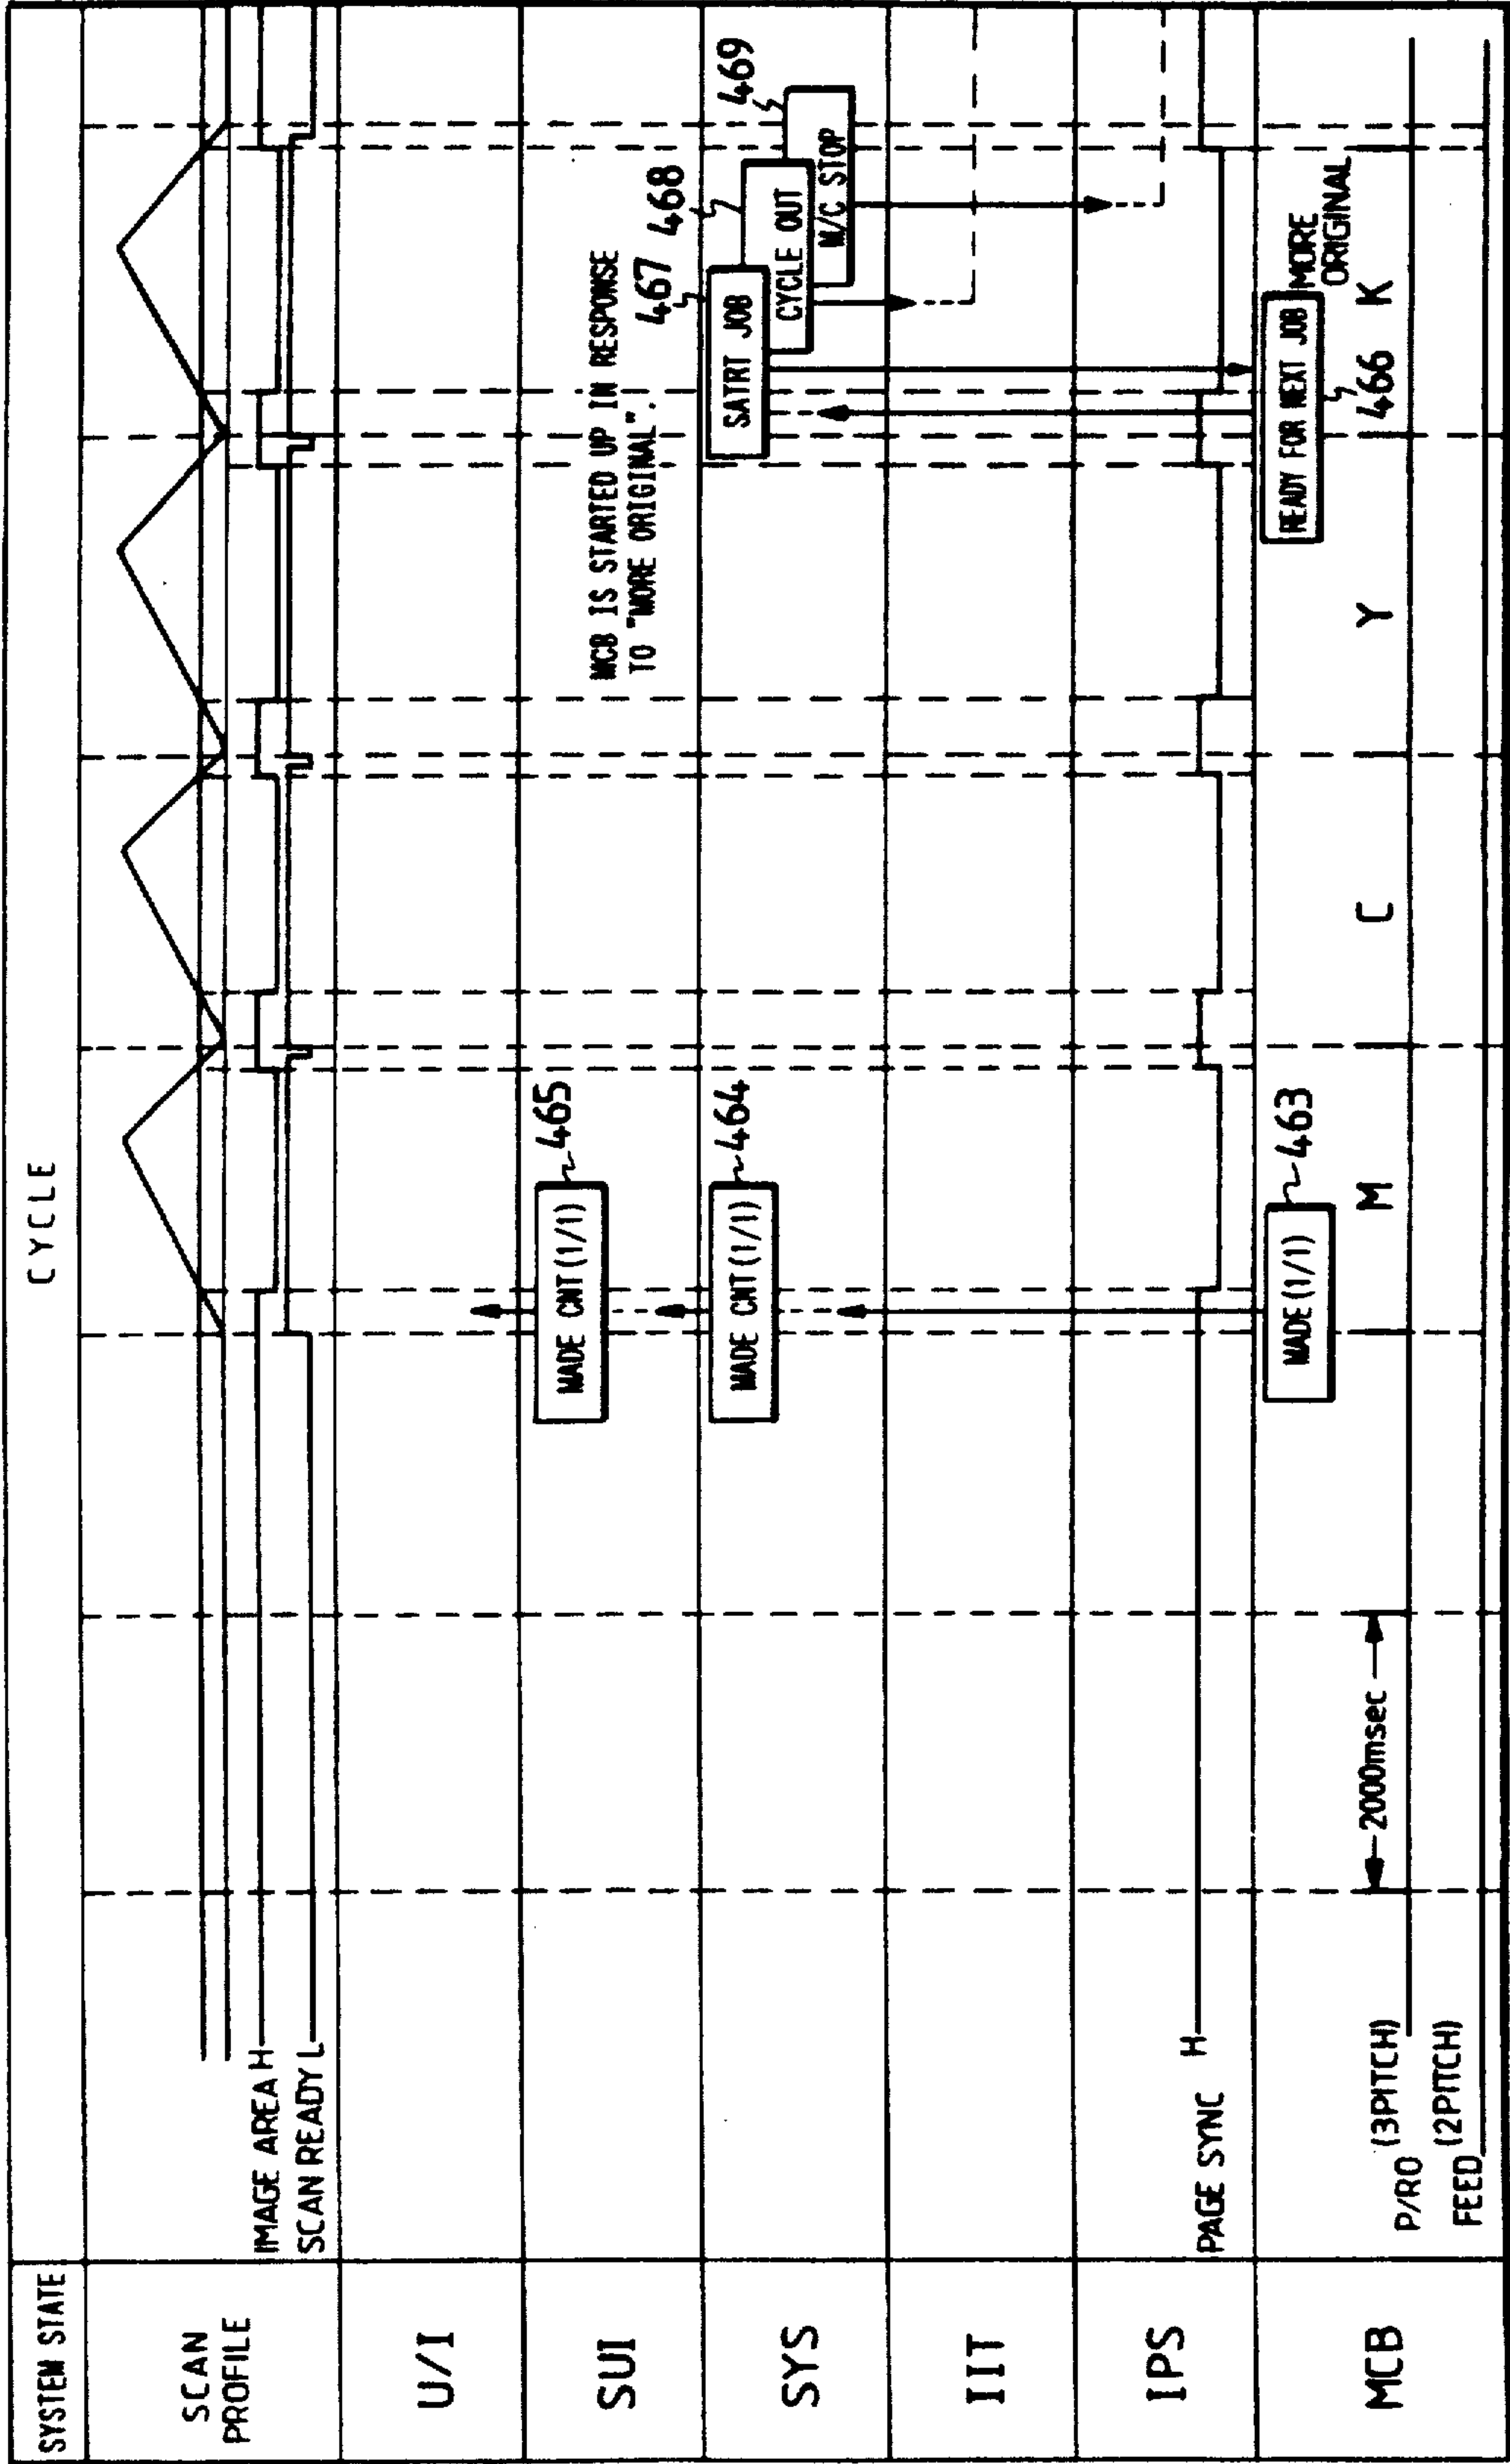 SYSTEM STATE
CYCLE
SCAN
PROFILE
IMAGE AREA H
SCAN READY L
U/I
SUI
MADE CNT(1/1)
465
MCB IS STARTED UP IN RESPONSE
TO "MORE ORIGINAL".
SYS
MADE CNT(1/1)
464
SATRT JOB
467
CYCLE OUT
468
M/C STOP
469
IIT
IPS
PAGE SYNC H
MCB
MADE(1/1)
463
READY FOR NEXT JOB
466
MORE
ORIGINAL
2000msec
M C Y K
P/RO (3PITCH)
FEED (2PITCH)